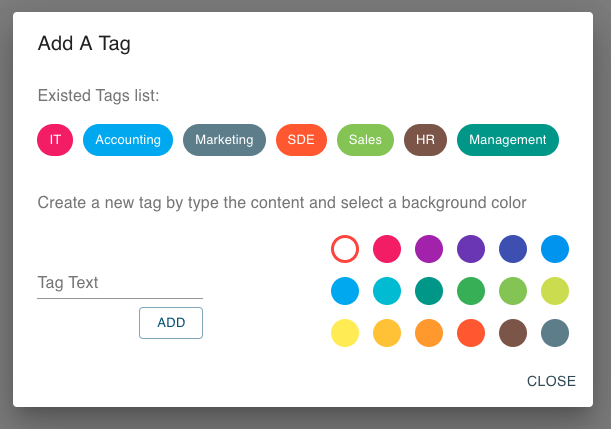 Add A Tag
Existed Tags list:
IT Accounting Marketing SDE Sales HR Management
Create a new tag by type the content and select a background color
Tag Text
ADD
CLOSE